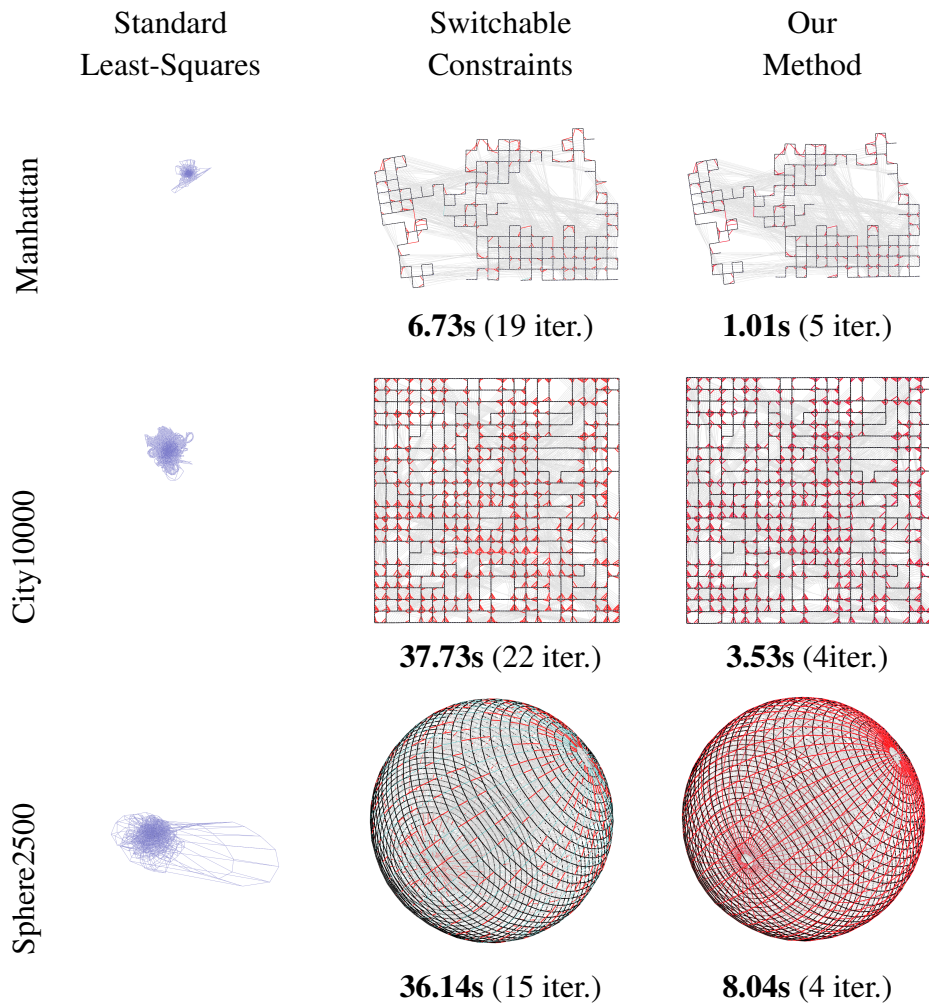 Standard
Least-Squares
Switchable
Constraints
Our
Method
Manhattan
6.73s (19 iter.)
1.01s (5 iter.)
City10000
37.73s (22 iter.)
3.53s (4iter.)
Sphere2500
36.14s (15 iter.)
8.04s (4 iter.)